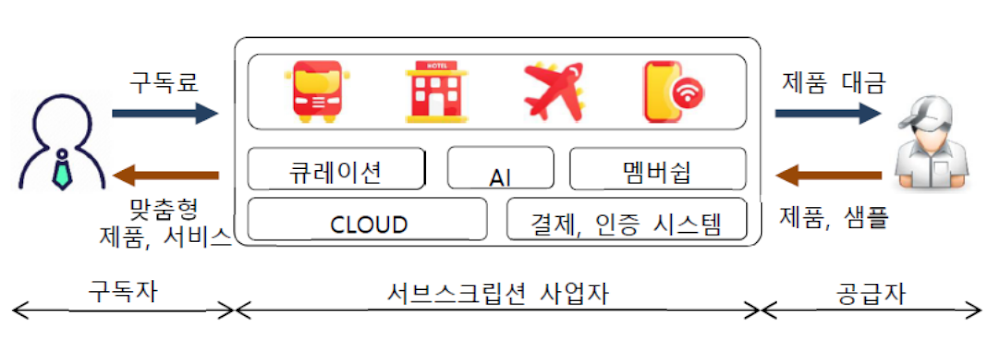 구독료
HOTEL
제품 대금
큐레이션
AI
멤버쉽
맞춤형
제품, 서비스
제품, 샘플
CLOUD
결제, 인증 시스템
구독자
서브스크립션 사업자
공급자